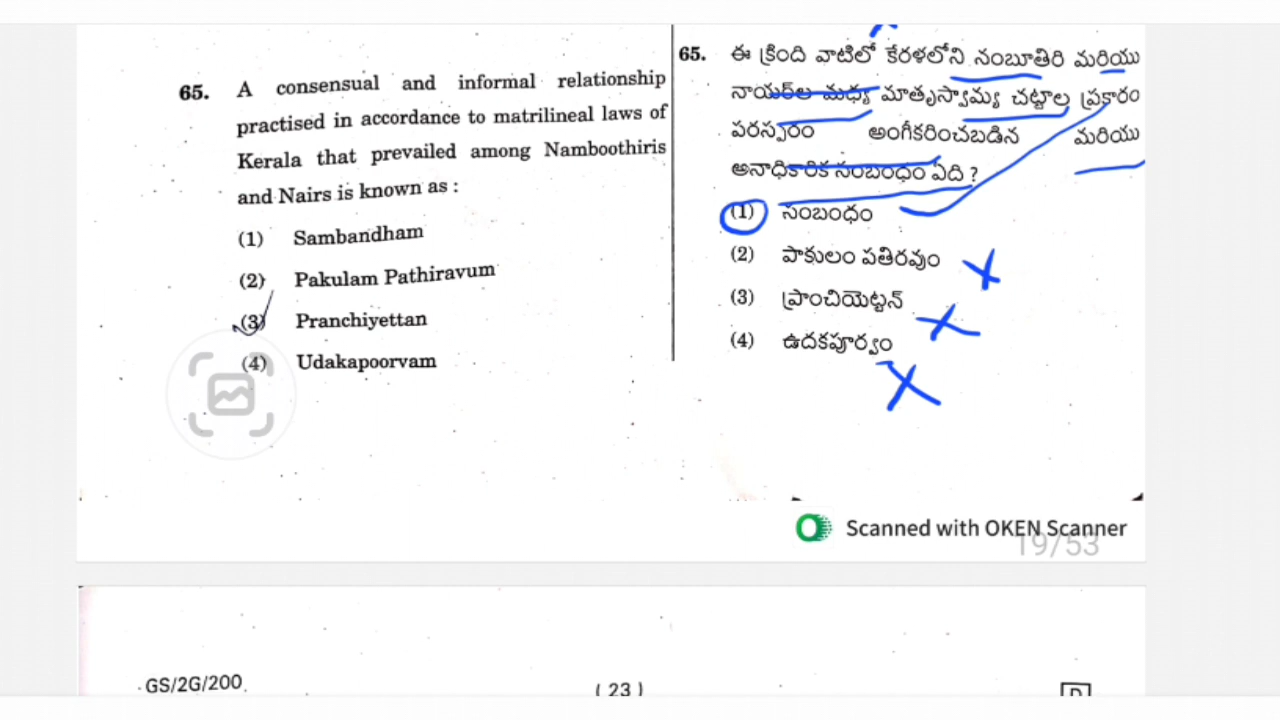 65. A consensual and informal relationship
practised in accordance to matrilineal laws of
Kerala that prevailed among Namboothiris
and Nairs is known as :
(1) Sambandham
(2) Pakulam Pathiravum
(3) Pranchiyettan
(4) Udakapoorvam
65. ఈ క్రింది వాటిలో కేరళలోని నంబూతిరి మరియు
నాయర్‌ల మధ్య మాతృస్వామ్య చట్టాల ప్రకారం
పరస్పరం అంగీకరించబడిన మరియు
అనాధికారిక సంబంధం ఏది ?
(1) సంబంధం
(2) పాకులం పతిరవుం
(3) ప్రాంచియెట్టన్
(4) ఉదకపూర్వం
Scanned with OKEN Scanner
19/53
GS/2G/200
( 23 )
D